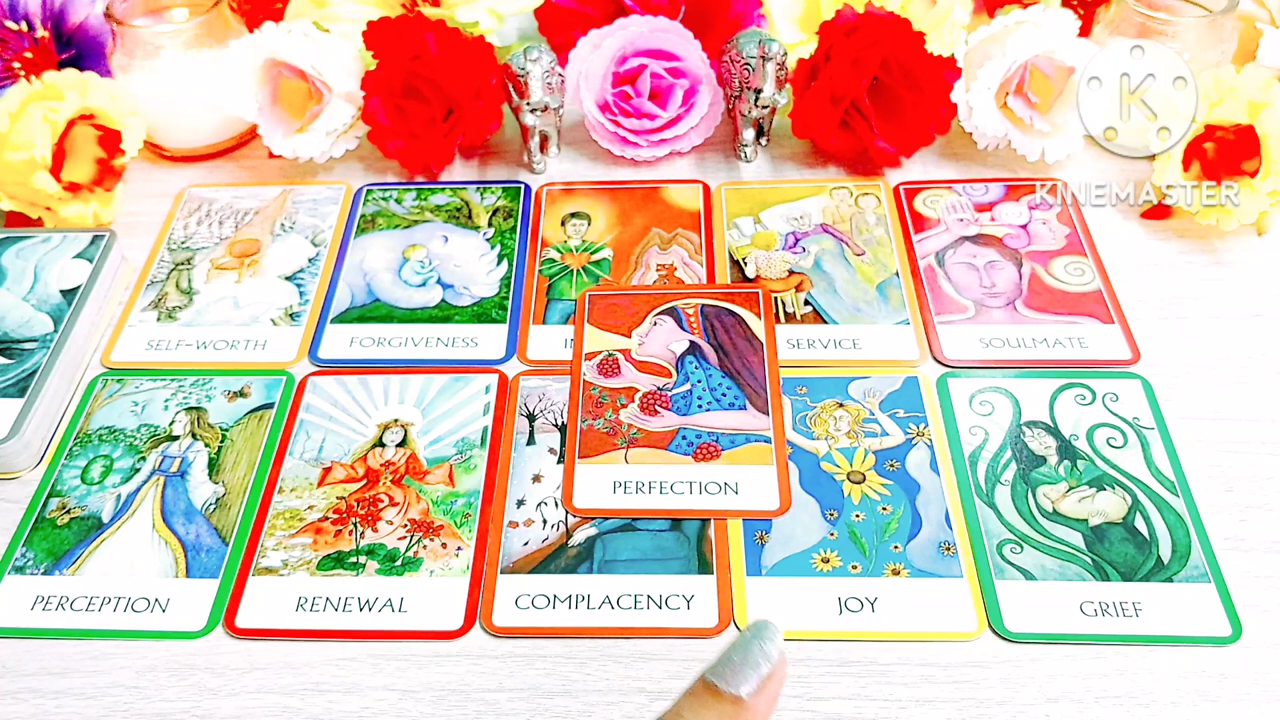 K
KINEMASTER
SELF-WORTH
FORGIVENESS
SERVICE
SOULMATE
PERFECTION
PERCEPTION
RENEWAL
COMPLACENCY
JOY
GRIEF